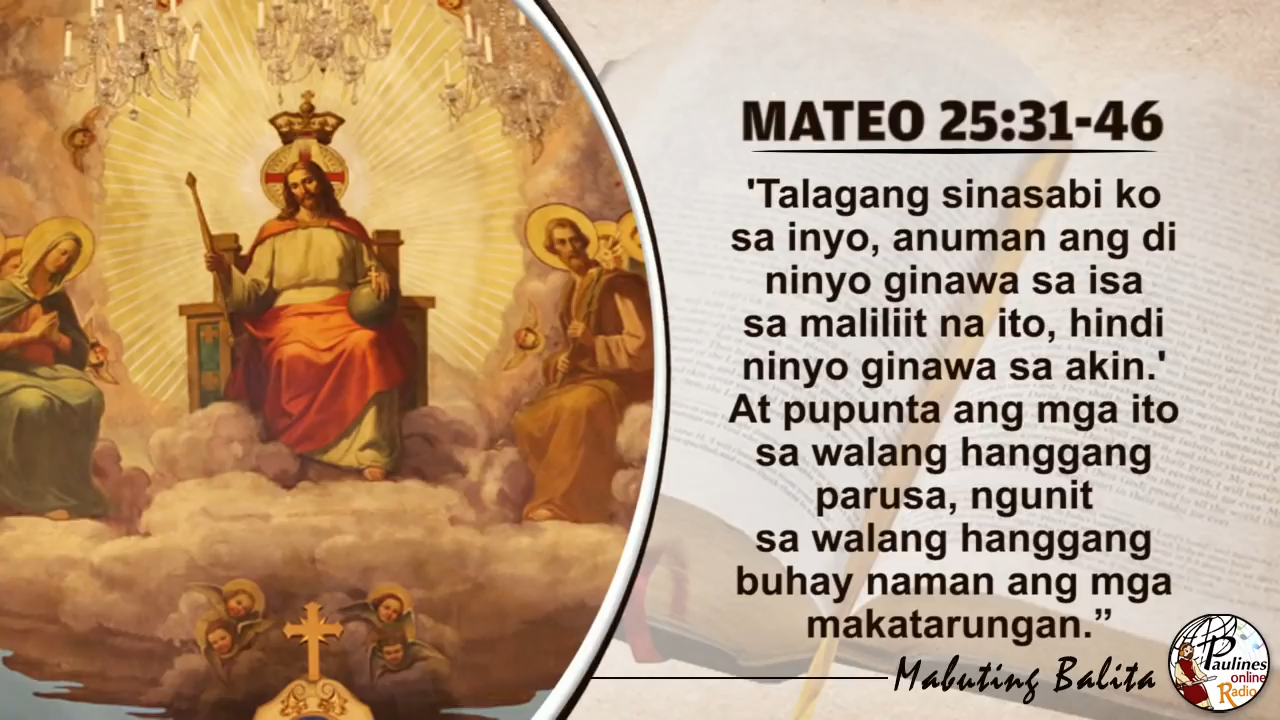 MATEO 25:31-46
'Talagang sinasabi ko
sa inyo, anuman ang di
ninyo ginawa sa isa
sa maliliit na ito, hindi
ninyo ginawa sa akin.'
At pupunta ang mga ito
sa walang hanggang
parusa, ngunit
sa walang hanggang
buhay naman ang mga
makatarungan.”
Mabuting Balita
Paulines
online
Radio